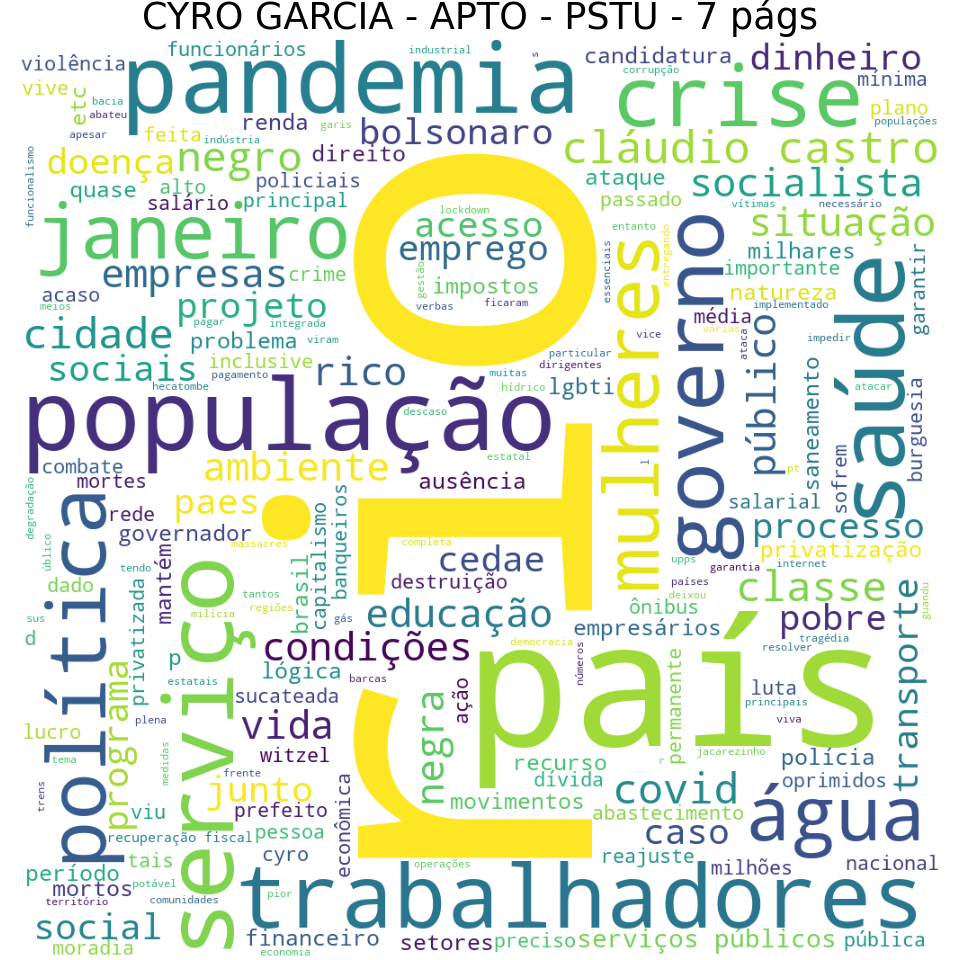 CYRO GARCIA - APTO - PSTU - 7 págs
funcionários
industrial
s
candidatura
dinheiro
violência
pandemia
corrupção
crise
mínima
vive
etc
bacia
abateu
renda
garis
bolsonaro
plano
populações
apesar
feita
indústria
cláudio castro
funcionalismo
doença
negro
direito
quase
alto
policiais
ataque
socialista
salário
principal
passado
vítimas
necessário
janeiro
rio
lockdown
acesso
entanto
situação
emprego
essenciais
entregando
mulheres
governo
milhares
saúde
garantir
empresas
crime
gestão
impostos
importante
natureza
acaso
meios
projeto
verbas
ficaram
implementado
média
várias
cidade
pagar
integrada
problema
viram
vice
ataca
público
impedir
sociais
inclusive
particular
dirigentes
rico
pagamento
hecatombe
muitas
hídrico
lgbti
saneamento
atacar
burguesia
população
descaso
combate
ambiente
estatal
mortes
ausência
l
pt
sofrem
degradação
política
rede
paes
salarial
governador
processo
banqueiros
capitalismo
massacres
completa
privatização
úblico
mantém
serviço
brasil
cedae
upps
garantia
internet
tendo
dado
destruição
países
deixou
classe
transporte
guandu
privatizada
tantos
regiões
milícia
gás
educação
ônibus
pobre
sus
d
empresários
tragédia
resolver
p
condições
democracia
país
programa
estatais
lógica
barcas
ação
números
permanente
luta
principais
sucateada
negra
plena
vida
viva
lucro
tema
witzel
recurso
jacarezinho
r
polícia
medidas
frente
dívida
oprimidos
trens
junto
covid
água
viu
prefeito
econômica
movimentos
abastecimento
recuperação fiscal
pessoa
caso
tais
cyro
reajuste
período
operações
milhões
nacional
mortos
potável
território
comunidades
pior
trabalhadores
social
financeiro
setores
preciso
serviços públicos
pública
moradia
economia